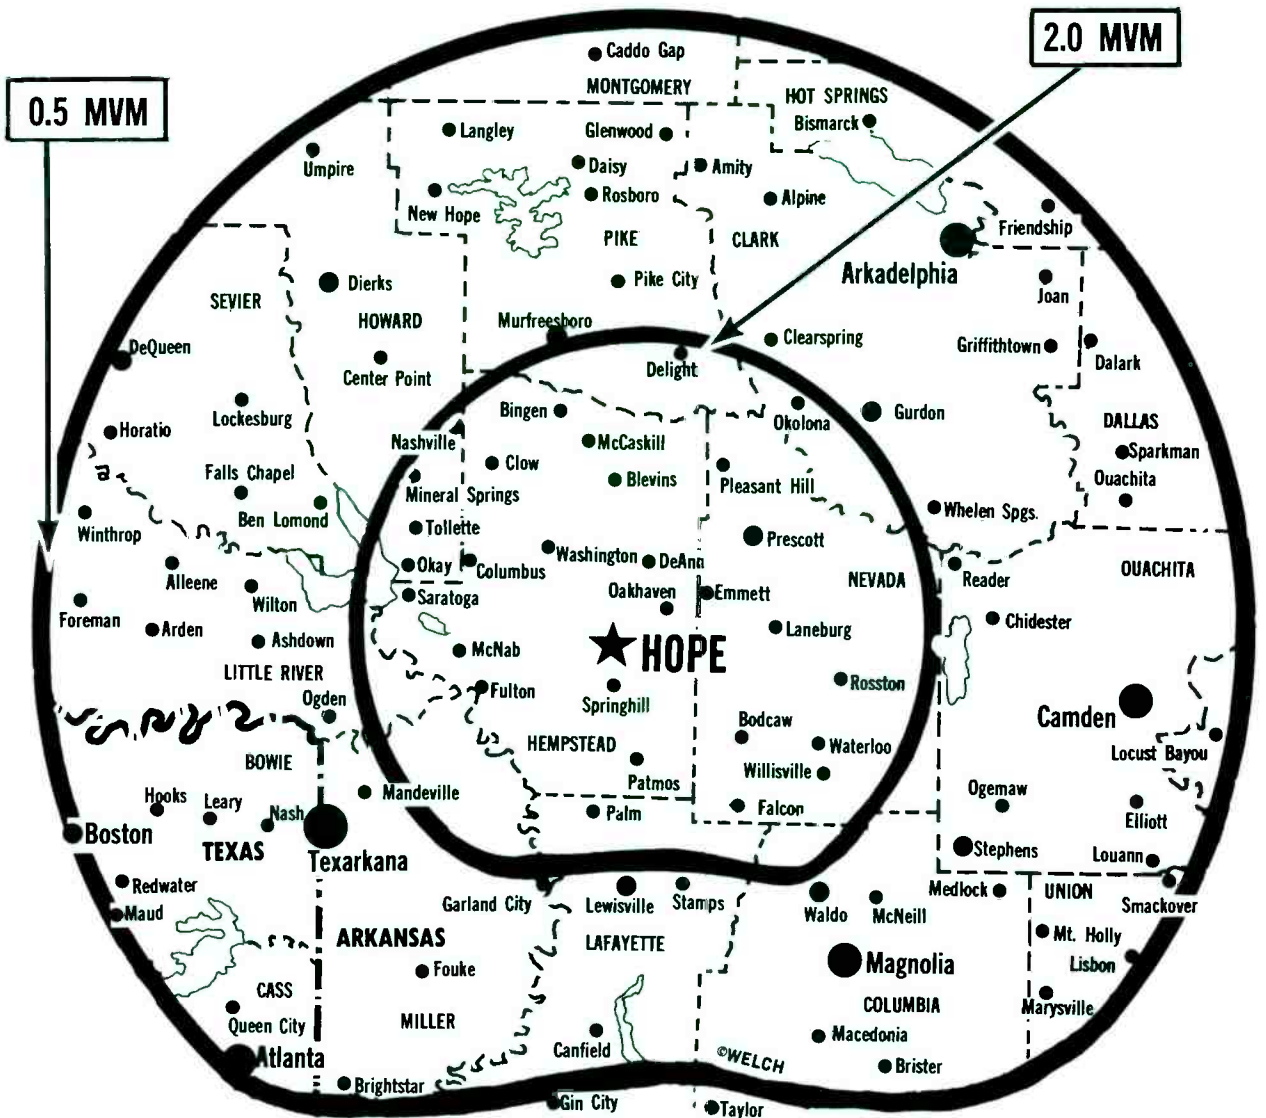 2.0 MVM
Caddo Gap
MONTGOMERY
0.5 MVM
HOT SPRINGS
Bismarck
Langley
Glenwood
Umpire
Daisy
Amity
Rosboro
Alpine
New Hope
Friendship
PIKE
CLARK
Arkadelphia
Pike City
Dierks
Joan
SEVIER
HOWARD
Murfreesboro
Clearspring
Griffithtown
DeQueen
Dalark
Delight
Center Point
Bingen
Okolona
Gurdon
Lockesburg
DALLAS
Horatio
Nashville
McCaskill
Sparkman
Clow
Falls Chapel
Blevins
Pleasant Hill
Ouachita
Mineral Springs
Whelen Spgs.
Ben Lomond
Tollette
Winthrop
Prescott
Washington
DeAnn
Okay
Columbus
OUACHITA
Alleene
NEVADA
Reader
Oakhaven
Emmett
Wilton
Saratoga
Foreman
Chidester
Arden
Laneburg
Ashdown
McNab
HOPE
LITTLE RIVER
Rosston
Fulton
Ogden
Springhill
Camden
Bodcaw
HEMPSTEAD
Waterloo
Locust Bayou
BOWIE
Willisville
Patmos
Ogemaw
Mandeville
Hooks
Leary
Nash
Palm
Falcon
Elliott
Boston
TEXAS
Stephens
Louann
Texarkana
Redwater
Medlock
UNION
Garland City
Lewisville
Stamps
Smackover
Maud
Waldo
McNeill
ARKANSAS
Mt. Holly
LAFAYETTE
Magnolia
Lisbon
Fouke
CASS
COLUMBIA
Marysville
Queen City
MILLER
Macedonia
Canfield
©WELCH
Atlanta
Brister
Brightstar
Gin City
Taylor